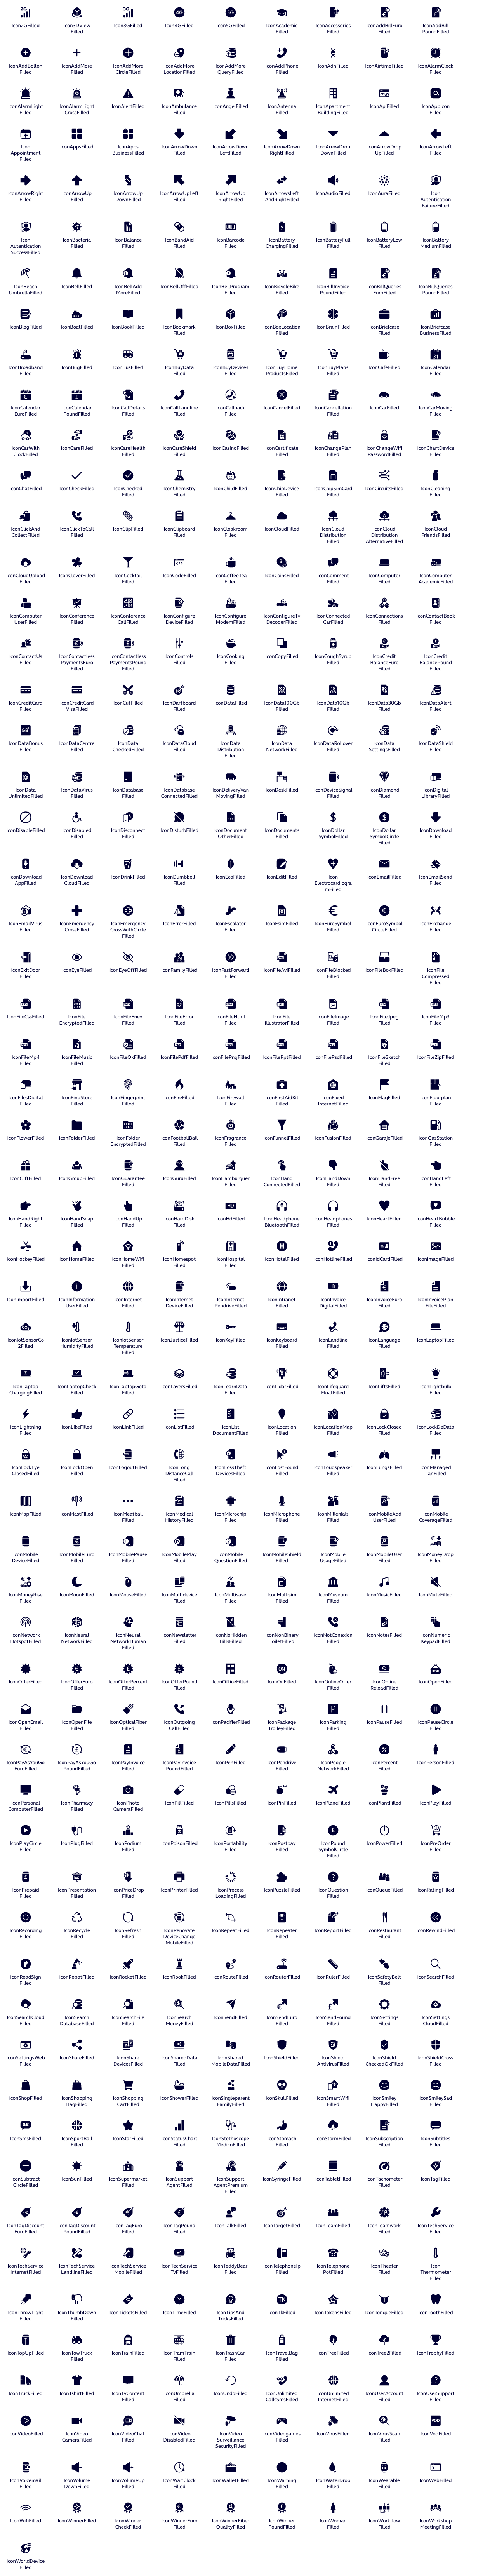 Icon2GFilled Icon3DView Filled Icon3GFilled Icon4GFilled Icon5GFilled IconAcademic Filled IconAccessories Filled IconAddBillEuro Filled IconAddBill PoundFilled
IconAddBolton Filled IconAddMore Filled IconAddMore CircleFilled IconAddMore LocationFilled IconAddMore QueryFilled IconAddPhone Filled IconAdnFilled IconAirtimeFilled IconAlarmClock Filled
IconAlarmLight Filled IconAlarmLight CrossFilled IconAlertFilled IconAmbulance Filled IconAngelFilled IconAntenna Filled IconApartment BuildingFilled IconApiFilled IconAppIcon Filled
Icon Appointment Filled IconAppsFilled IconApps BusinessFilled IconArrowDown Filled IconArrowDown LeftFilled IconArrowDown RightFilled IconArrowDrop DownFilled IconArrowDrop UpFilled IconArrowLeft Filled
IconArrowRight Filled IconArrowUp Filled IconArrowUp DownFilled IconArrowUpLeft Filled IconArrowUp RightFilled IconArrowsLeft AndRightFilled IconAudioFilled IconAuraFilled Icon Autentication FailureFilled
Icon Autentication SuccessFilled IconBacteria Filled IconBalance Filled IconBandAid Filled IconBarcode Filled IconBattery ChargingFilled IconBatteryFull Filled IconBatteryLow Filled IconBattery MediumFilled
IconBeach UmbrellaFilled IconBellFilled IconBellAdd MoreFilled IconBellOffFilled IconBellProgram Filled IconBicycleBike Filled IconBillInvoice PoundFilled IconBillQueries EuroFilled IconBillQueries PoundFilled
IconBlogFilled IconBoatFilled IconBookFilled IconBookmark Filled IconBoxFilled IconBoxLocation Filled IconBrainFilled IconBriefcase Filled IconBriefcase BusinessFilled
IconBroadband Filled IconBugFilled IconBusFilled IconBuyData Filled IconBuyDevices Filled IconBuyHome ProductsFilled IconBuyPlans Filled IconCafeFilled IconCalendar Filled
IconCalendar EuroFilled IconCalendar PoundFilled IconCallDetails Filled IconCallLandline Filled IconCallback Filled IconCancelFilled IconCancellation Filled IconCarFilled IconCarMoving Filled
IconCarWith ClockFilled IconCareFilled IconCareHealth Filled IconCareShield Filled IconCasinoFilled IconCertificate Filled IconChangePlan Filled IconChangeWifi PasswordFilled IconChartDevice Filled
IconChatFilled IconCheckFilled IconChecked Filled IconChemistry Filled IconChildFilled IconChipDevice Filled IconChipSimCard Filled IconCircuitsFilled IconCleaning Filled
IconClickAnd CollectFilled IconClickToCall Filled IconClipFilled IconClipboard Filled IconCloakroom Filled IconCloudFilled IconCloud Distribution Filled IconCloud Distribution AlternativeFilled IconCloud FriendsFilled
IconCloudUpload Filled IconCloverFilled IconCocktail Filled IconCodeFilled IconCoffeeTea Filled IconCoinsFilled IconComment Filled IconComputer Filled IconComputer AcademicFilled
IconComputer UserFilled IconConference Filled IconConference CallFilled IconConfigure DeviceFilled IconConfigure ModemFilled IconConfigureTv DecoderFilled IconConnected CarFilled IconConnections Filled IconContactBook Filled
IconContactUs Filled IconContactless PaymentsEuro Filled IconContactless PaymentsPound Filled IconControls Filled IconCooking Filled IconCopyFilled IconCoughSyrup Filled IconCredit BalanceEuro Filled IconCredit BalancePound Filled
IconCreditCard Filled IconCreditCard VisaFilled IconCutFilled IconDartboard Filled IconDataFilled IconData100Gb Filled IconData10Gb Filled IconData30Gb Filled IconDataAlert Filled
IconDataBonus Filled IconDataCentre Filled IconData CheckedFilled IconDataCloud Filled IconData Distribution Filled IconData NetworkFilled IconDataRollover Filled IconData SettingsFilled IconDataShield Filled
IconData UnlimitedFilled IconDataVirus Filled IconDatabase Filled IconDatabase ConnectedFilled IconDeliveryVan MovingFilled IconDeskFilled IconDeviceSignal Filled IconDiamond Filled IconDigital LibraryFilled
IconDisableFilled IconDisabled Filled IconDisconnect Filled IconDisturbFilled IconDocument OtherFilled IconDocuments Filled IconDollar SymbolFilled IconDollar SymbolCircle Filled IconDownload Filled
IconDownload AppFilled IconDownload CloudFilled IconDrinkFilled IconDumbbell Filled IconEcoFilled IconEditFilled Icon Electrocardiogra mFilled IconEmailFilled IconEmailSend Filled
IconEmailVirus Filled IconEmergency CrossFilled IconEmergency CrossWithCircle Filled IconErrorFilled IconEscalator Filled IconEsimFilled IconEuroSymbol Filled IconEuroSymbol CircleFilled IconExchange Filled
IconExitDoor Filled IconEyeFilled IconEyeOffFilled IconFamilyFilled IconFastForward Filled IconFileAviFilled IconFileBlocked Filled IconFileBoxFilled IconFile Compressed Filled
IconFileCssFilled IconFile EncryptedFilled IconFileEnex Filled IconFileError Filled IconFileHtml Filled IconFile IllustratorFilled IconFileImage Filled IconFileJpeg Filled IconFileMp3 Filled
IconFileMp4 Filled IconFileMusic Filled IconFileOkFilled IconFilePdfFilled IconFilePngFilled IconFilePptFilled IconFilePsdFilled IconFileSketch Filled IconFileZipFilled
IconFilesDigital Filled IconFindStore Filled IconFingerprint Filled IconFireFilled IconFirewall Filled IconFirstAidKit Filled IconFixed InternetFilled IconFlagFilled IconFloorplan Filled
IconFlowerFilled IconFolderFilled IconFolder EncryptedFilled IconFootballBall Filled IconFragrance Filled IconFunnelFilled IconFusionFilled IconGarajeFilled IconGasStation Filled
IconGiftFilled IconGroupFilled IconGuarantee Filled IconGuruFilled IconHamburguer Filled IconHand ConnectedFilled IconHandDown Filled IconHandFree Filled IconHandLeft Filled
IconHandRight Filled IconHandSnap Filled IconHandUp Filled IconHardDisk Filled IconHdFilled IconHeadphone BluetoothFilled IconHeadphones Filled IconHeartFilled IconHeartBubble Filled
IconHockeyFilled IconHomeFilled IconHomeWifi Filled IconHomespot Filled IconHospital Filled IconHotelFilled IconHotlineFilled IconIdCardFilled IconImageFilled
IconImportFilled IconInformation UserFilled IconInternet Filled IconInternet DeviceFilled IconInternet PendriveFilled IconIntranet Filled IconInvoice DigitalFilled IconInvoiceEuro Filled IconInvoicePlan FileFilled
IconIotSensorCo 2Filled IconIotSensor HumidityFilled IconIotSensor Temperature Filled IconJusticeFilled IconKeyFilled IconKeyboard Filled IconLandline Filled IconLanguage Filled IconLaptopFilled
IconLaptop ChargingFilled IconLaptopCheck Filled IconLaptopGoto Filled IconLayersFilled IconLearnData Filled IconLidarFilled IconLifeguard FloatFilled IconLiftsFilled IconLightbulb Filled
IconLightning Filled IconLikeFilled IconLinkFilled IconListFilled IconList DocumentFilled IconLocation Filled IconLocationMap Filled IconLockClosed Filled IconLockDeData Filled
IconLockEye ClosedFilled IconLockOpen Filled IconLogoutFilled IconLong DistanceCall Filled IconLossTheft DevicesFilled IconLostFound Filled IconLoudspeaker Filled IconLungsFilled IconManaged LanFilled
IconMapFilled IconMastFilled IconMeatball Filled IconMedical HistoryFilled IconMicrochip Filled IconMicrophone Filled IconMillenials Filled IconMobileAdd UserFilled IconMobile CoverageFilled
IconMobile DeviceFilled IconMobileEuro Filled IconMobilePause Filled IconMobilePlay Filled IconMobile QuestionFilled IconMobileShield Filled IconMobile UsageFilled IconMobileUser Filled IconMoneyDrop Filled
IconMoneyRise Filled IconMoonFilled IconMouseFilled IconMultidevice Filled IconMultisave Filled IconMultisim Filled IconMuseum Filled IconMusicFilled IconMuteFilled
IconNetwork HotspotFilled IconNeural NetworkFilled IconNeural NetworkHuman Filled IconNewsletter Filled IconNoHidden BillsFilled IconNonBinary ToiletFilled IconNotConexion Filled IconNotesFilled IconNumeric KeypadFilled
IconOfferFilled IconOfferEuro Filled IconOfferPercent Filled IconOfferPound Filled IconOfficeFilled IconOnFilled IconOnlineOffer Filled IconOnline ReloadFilled IconOpenFilled
IconOpenEmail Filled IconOpenFile Filled IconOpticalFiber Filled IconOutgoing CallFilled IconPacifierFilled IconPackage TrolleyFilled IconParking Filled IconPauseFilled IconPauseCircle Filled
IconPayAsYouGo EuroFilled IconPayAsYouGo PoundFilled IconPayInvoice Filled IconPayInvoice PoundFilled IconPenFilled IconPendrive Filled IconPeople NetworkFilled IconPercent Filled IconPersonFilled
IconPersonal ComputerFilled IconPharmacy Filled IconPhoto CameraFilled IconPillFilled IconPillsFilled IconPinFilled IconPlaneFilled IconPlantFilled IconPlayFilled
IconPlayCircle Filled IconPlugFilled IconPodium Filled IconPoisonFilled IconPortability Filled IconPostpay Filled IconPound SymbolCircle Filled IconPowerFilled IconPreOrder Filled
IconPrepaid Filled IconPresentation Filled IconPriceDrop Filled IconPrinterFilled IconProcess LoadingFilled IconPuzzleFilled IconQuestion Filled IconQueueFilled IconRatingFilled
IconRecording Filled IconRecycle Filled IconRefresh Filled IconRenovate DeviceChange MobileFilled IconRepeatFilled IconRepeater Filled IconReportFilled IconRestaurant Filled IconRewindFilled
IconRoadSign Filled IconRobotFilled IconRocketFilled IconRookFilled IconRouteFilled IconRouterFilled IconRulerFilled IconSafetyBelt Filled IconSearchFilled
IconSearchCloud Filled IconSearch DatabaseFilled IconSearchFile Filled IconSearch MoneyFilled IconSendFilled IconSendEuro Filled IconSendPound Filled IconSettings Filled IconSettings CloudFilled
IconSettingsWeb Filled IconShareFilled IconShare DevicesFilled IconSharedData Filled IconShared MobileDataFilled IconShieldFilled IconShield AntivirusFilled IconShield CheckedOkFilled IconShieldCross Filled
IconShopFilled IconShopping BagFilled IconShopping CartFilled IconShowerFilled IconSingleparent FamilyFilled IconSkullFilled IconSmartWifi Filled IconSmiley HappyFilled IconSmileySad Filled
IconSmsFilled IconSportBall Filled IconStarFilled IconStatusChart Filled IconStethoscope MedicoFilled IconStomach Filled IconStormFilled IconSubscription Filled IconSubtitles Filled
IconSubtract CircleFilled IconSunFilled IconSupermarket Filled IconSupport AgentFilled IconSupport AgentPremium Filled IconSyringeFilled IconTabletFilled IconTachometer Filled IconTagFilled
IconTagDiscount EuroFilled IconTagDiscount PoundFilled IconTagEuro Filled IconTagPound Filled IconTalkFilled IconTargetFilled IconTeamFilled IconTeamwork Filled IconTechService Filled
IconTechService InternetFilled IconTechService LandlineFilled IconTechService MobileFilled IconTechService TvFilled IconTeddyBear Filled IconTelephoneIp Filled IconTelephone PotFilled IconTheater Filled Icon Thermometer Filled
IconThrowLight Filled IconThumbDown Filled IconTicketsFilled IconTimeFilled IconTipsAnd TricksFilled IconTkFilled IconTokensFilled IconTongueFilled IconToothFilled
IconTopUpFilled IconTowTruck Filled IconTrainFilled IconTramTrain Filled IconTrashCan Filled IconTravelBag Filled IconTreeFilled IconTree2Filled IconTrophyFilled
IconTruckFilled IconTshirtFilled IconTvContent Filled IconUmbrella Filled IconUndoFilled IconUnlimited CallsSmsFilled IconUnlimited InternetFilled IconUserAccount Filled IconUserSupport Filled
IconVideoFilled IconVideo CameraFilled IconVideoChat Filled IconVideo DisabledFilled IconVideo Surveillance SecurityFilled IconVideogames Filled IconVirusFilled IconVirusScan Filled IconVodFilled
IconVoicemail Filled IconVolume DownFilled IconVolumeUp Filled IconWaitClock Filled IconWalletFilled IconWarning Filled IconWaterDrop Filled IconWearable Filled IconWebFilled
IconWifiFilled IconWinnerFilled IconWinner CheckFilled IconWinnerEuro Filled IconWinnerFiber QualityFilled IconWinner PoundFilled IconWoman Filled IconWorkflow Filled IconWorkshop MeetingFilled
IconWorldDevice Filled